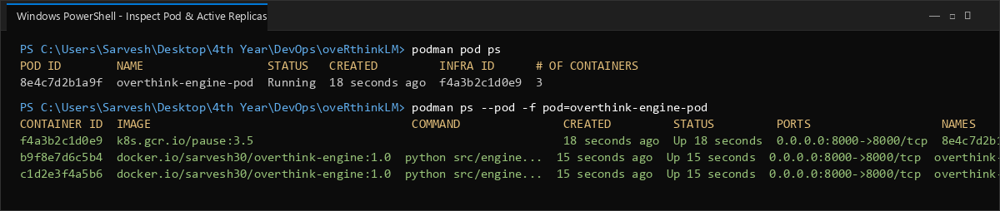 Windows PowerShell - Inspect Pod & Active Replicas
PS C:\Users\Sarvesh\Desktop\4th Year\DevOps\oveRthinkLM> podman pod ps
POD ID        NAME                  STATUS   CREATED         INFRA ID      # OF CONTAINERS
8e4c7d2b1a9f  overthink-engine-pod  Running  18 seconds ago  f4a3b2c1d0e9  3
PS C:\Users\Sarvesh\Desktop\4th Year\DevOps\oveRthinkLM> podman ps --pod -f pod=overthink-engine-pod
CONTAINER ID  IMAGE                                      COMMAND               CREATED         STATUS         PORTS                   NAMES
f4a3b2c1d0e9  k8s.gcr.io/pause:3.5                                             18 seconds ago  Up 18 seconds  0.0.0.0:8000->8000/tcp  8e4c7d2b1
b9f8e7d6c5b4  docker.io/sarvesh30/overthink-engine:1.0  python src/engine...  15 seconds ago  Up 15 seconds  0.0.0.0:8000->8000/tcp  overthink-
c1d2e3f4a5b6  docker.io/sarvesh30/overthink-engine:1.0  python src/engine...  15 seconds ago  Up 15 seconds  0.0.0.0:8000->8000/tcp  overthink-